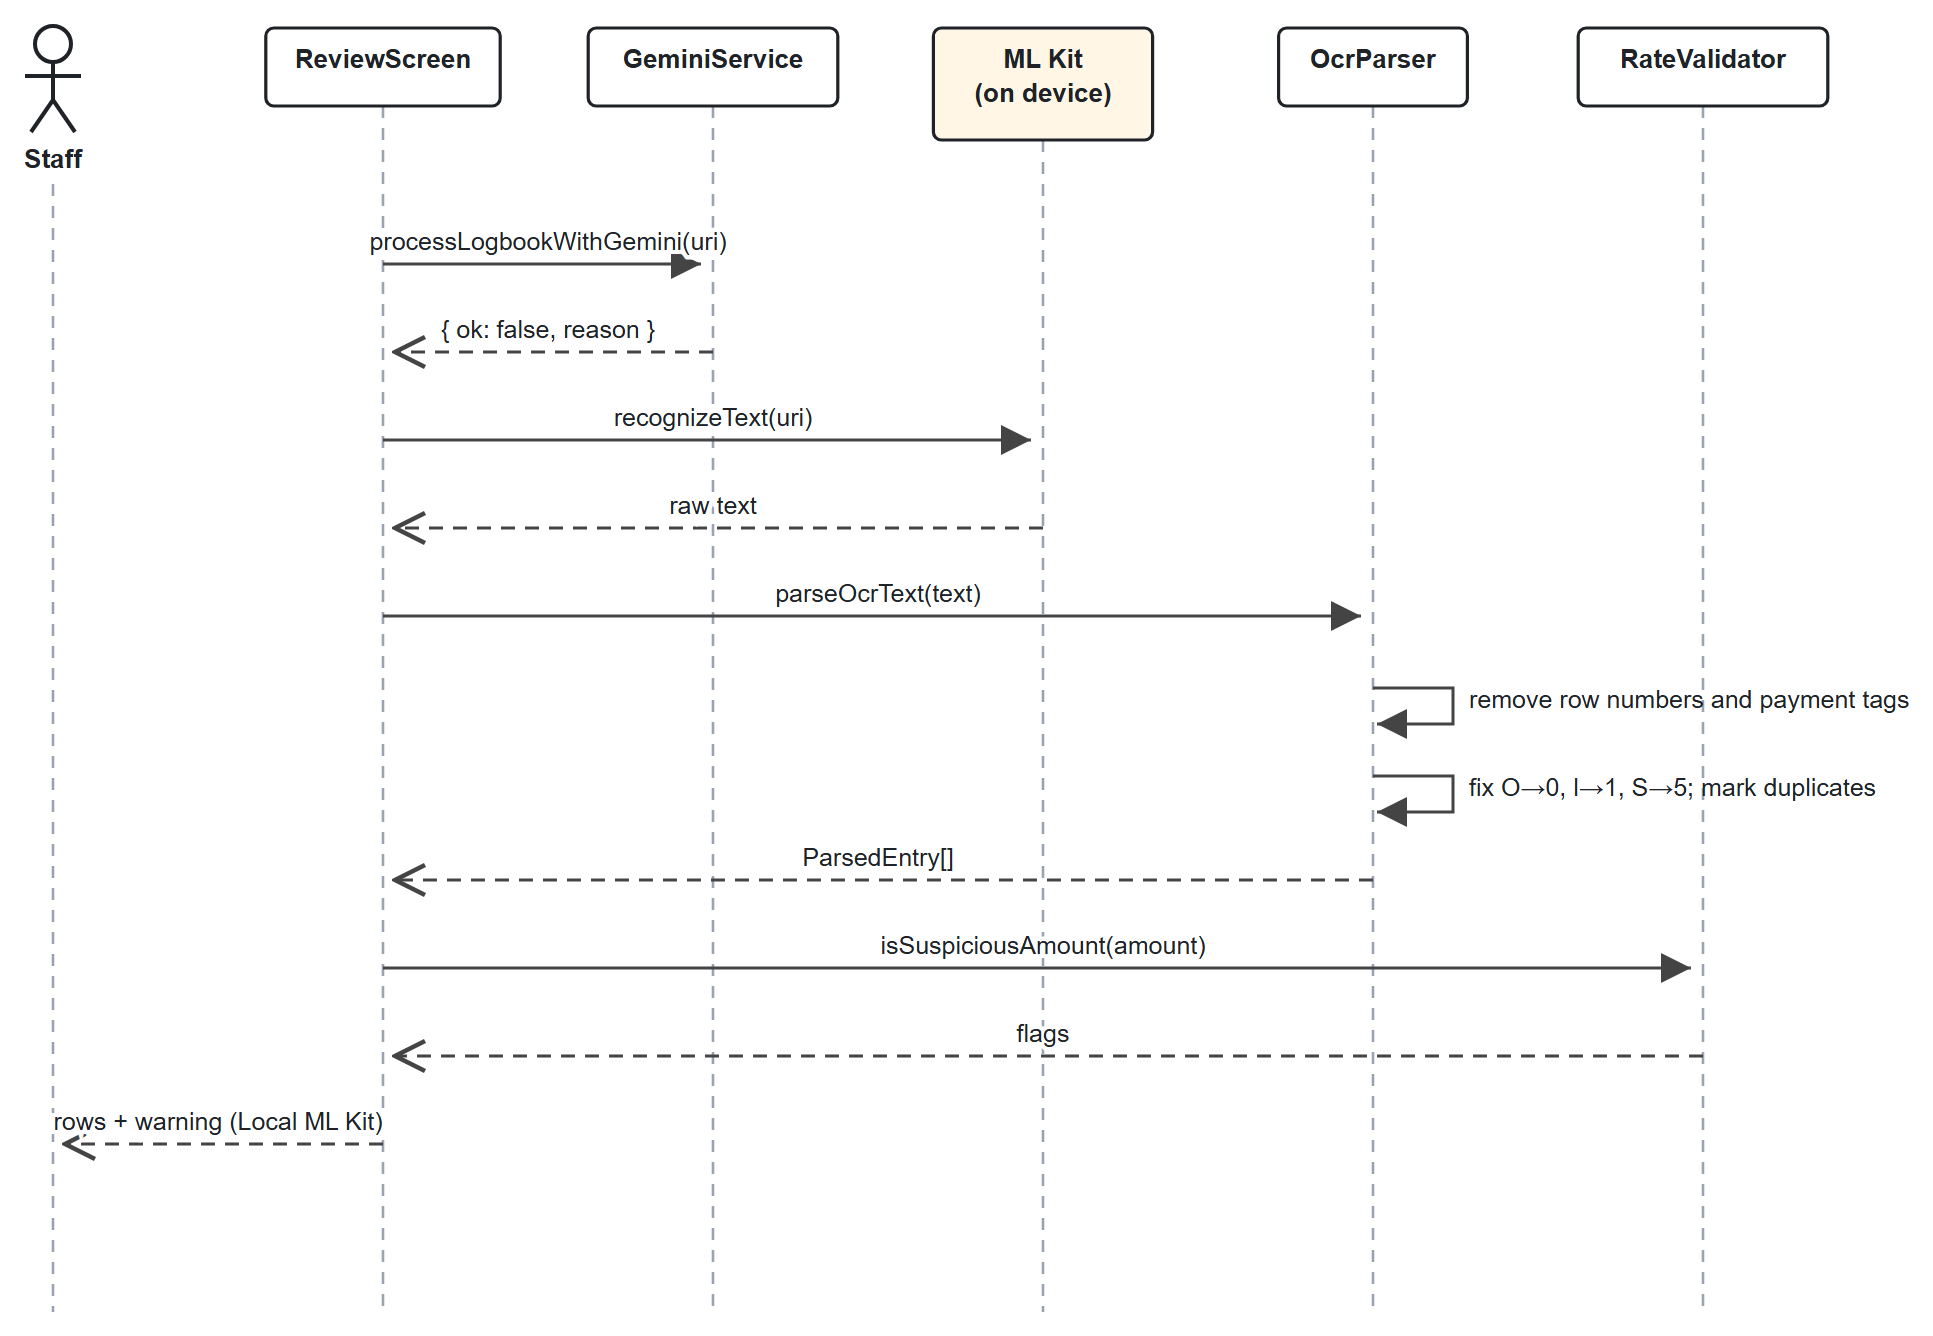 Staff
ReviewScreen
GeminiService
ML Kit
(on device)
OcrParser
RateValidator
processLogbookWithGemini(uri)
{ ok: false, reason }
recognizeText(uri)
raw text
parseOcrText(text)
remove row numbers and payment tags
fix O→0, I→1, S→5; mark duplicates
ParsedEntry[]
isSuspiciousAmount(amount)
flags
rows + warning (Local ML Kit)